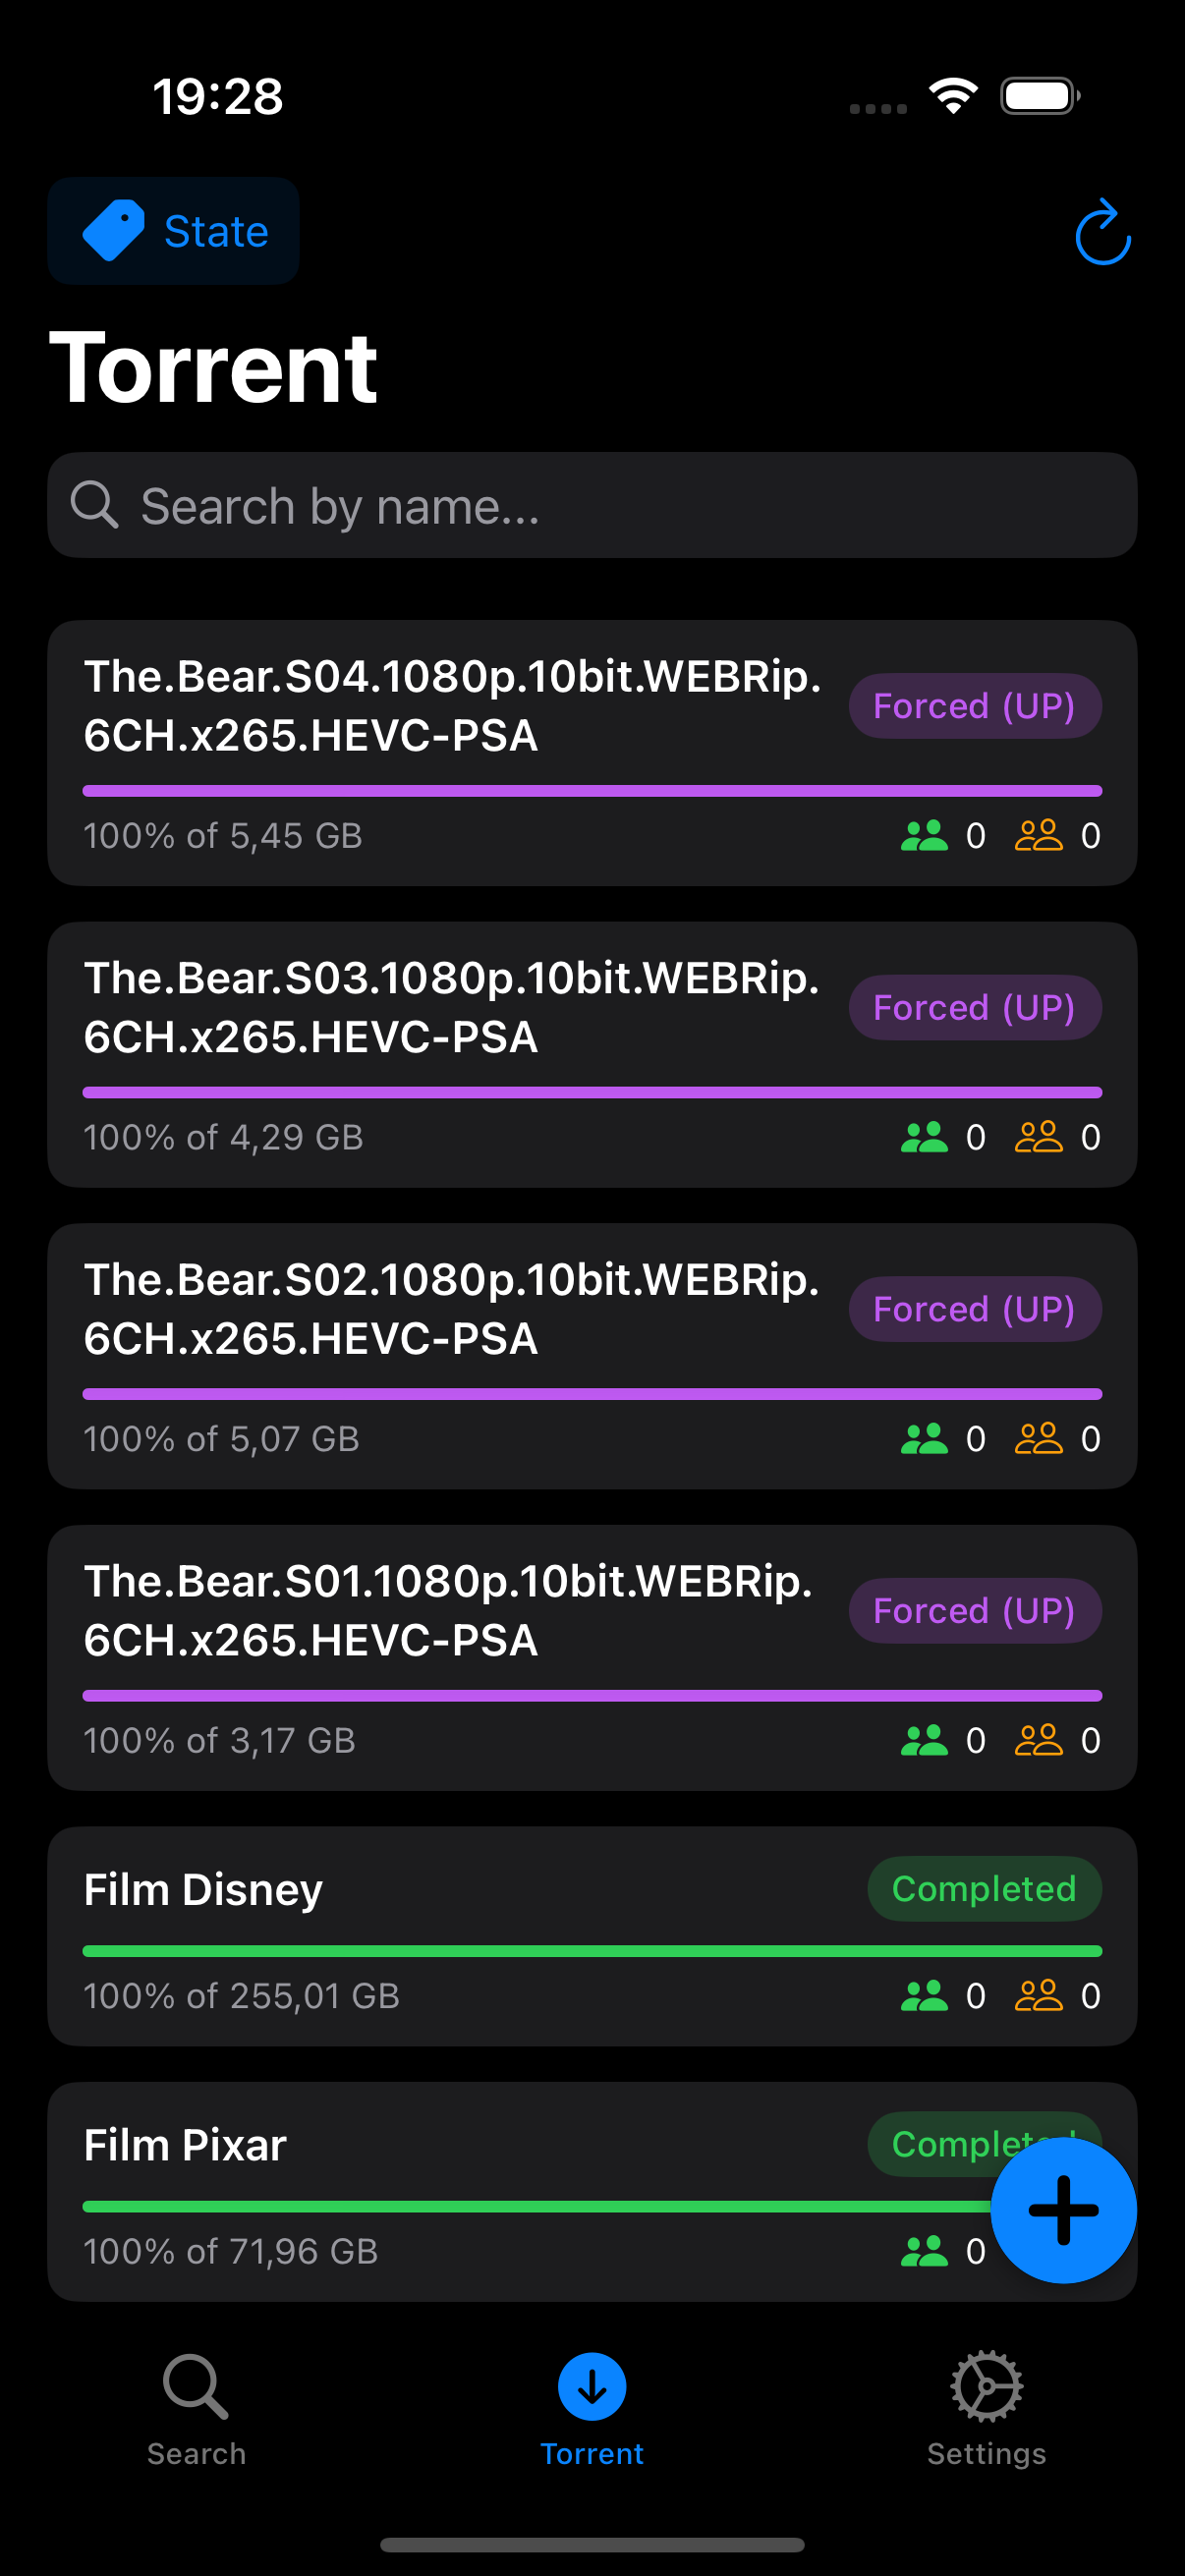 19:28
State
Torrent
Search by name...
The.Bear.S04.1080p.10bit.WEBRip.
6CH.x265.HEVC-PSA
Forced (UP)
100% of 5,45 GB
0 0
The.Bear.S03.1080p.10bit.WEBRip.
6CH.x265.HEVC-PSA
Forced (UP)
100% of 4,29 GB
0 0
The.Bear.S02.1080p.10bit.WEBRip.
6CH.x265.HEVC-PSA
Forced (UP)
100% of 5,07 GB
0 0
The.Bear.S01.1080p.10bit.WEBRip.
6CH.x265.HEVC-PSA
Forced (UP)
100% of 3,17 GB
0 0
Film Disney
Completed
100% of 255,01 GB
0 0
Film Pixar
Completed
100% of 71,96 GB
0
Search
Torrent
Settings